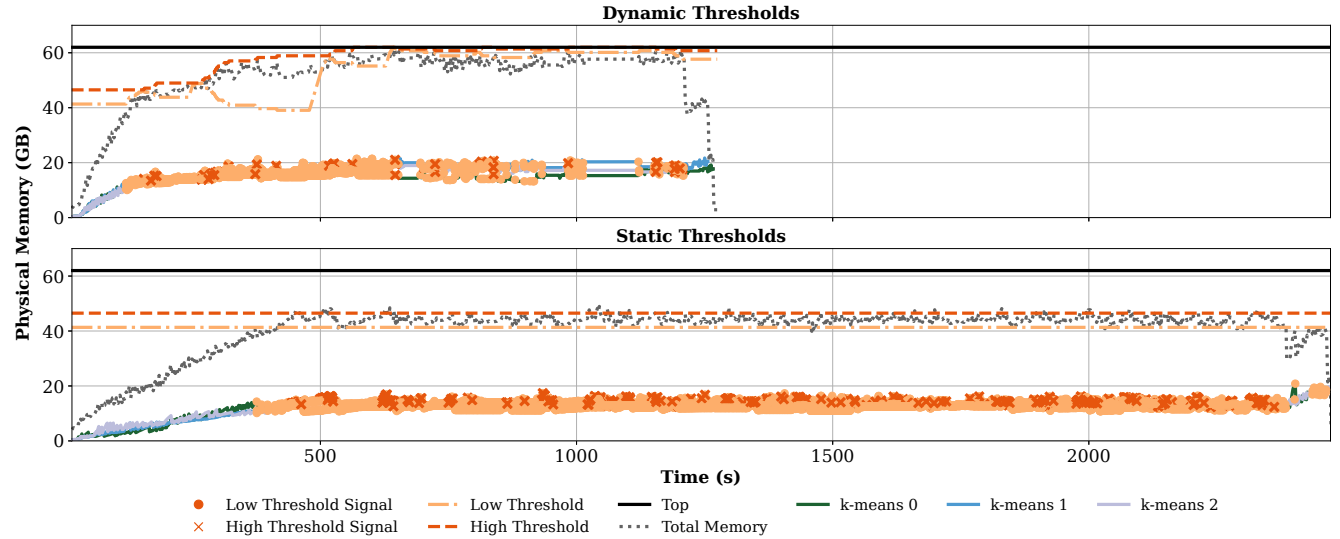 Dynamic Thresholds
60
40
20
0
Static Thresholds
60
40
20
0
500
1000
1500
2000
Physical Memory (GB)
Time (s)
Low Threshold Signal
Low Threshold
Top
k-means 0
k-means 1
k-means 2
High Threshold Signal
High Threshold
Total Memory